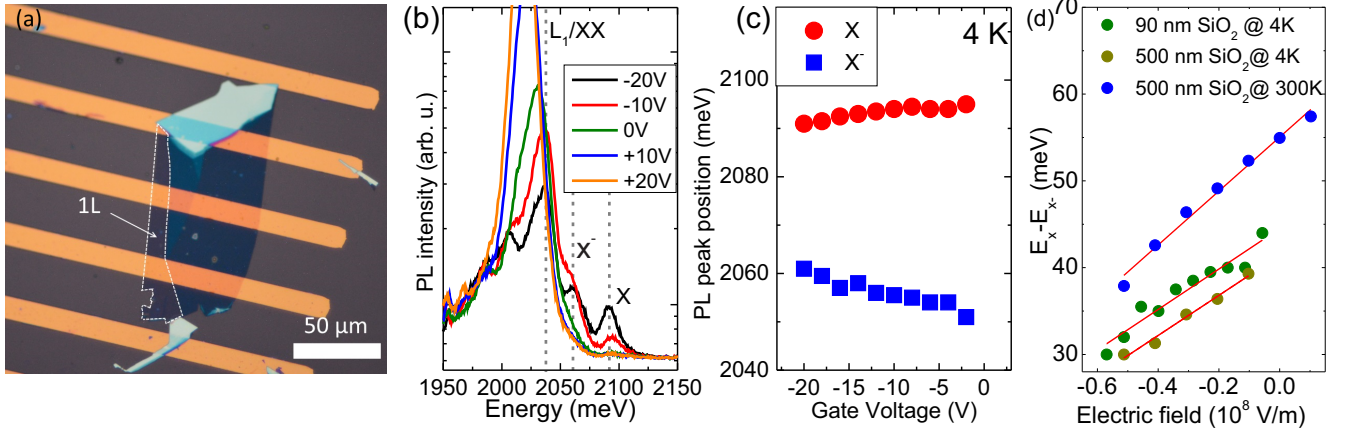 (a)
1L
50 µm
(b)
L₁/XX
-20V
-10V
0V
+10V
+20V
X⁻
X
PL intensity (arb. u.)
1950 2000 2050 2100 2150
Energy (meV)
(c)
X
X⁻
4 K
PL peak position (meV)
2100
2080
2060
2040
-20 -15 -10 -5 0
Gate Voltage (V)
(d)
90 nm SiO₂ @ 4K
500 nm SiO₂@ 4K
500 nm SiO₂@ 300K
Eₓ-Eₓ₋ (meV)
70
60
50
40
30
-0.6 -0.4 -0.2 0.0
Electric field (10⁸ V/m)